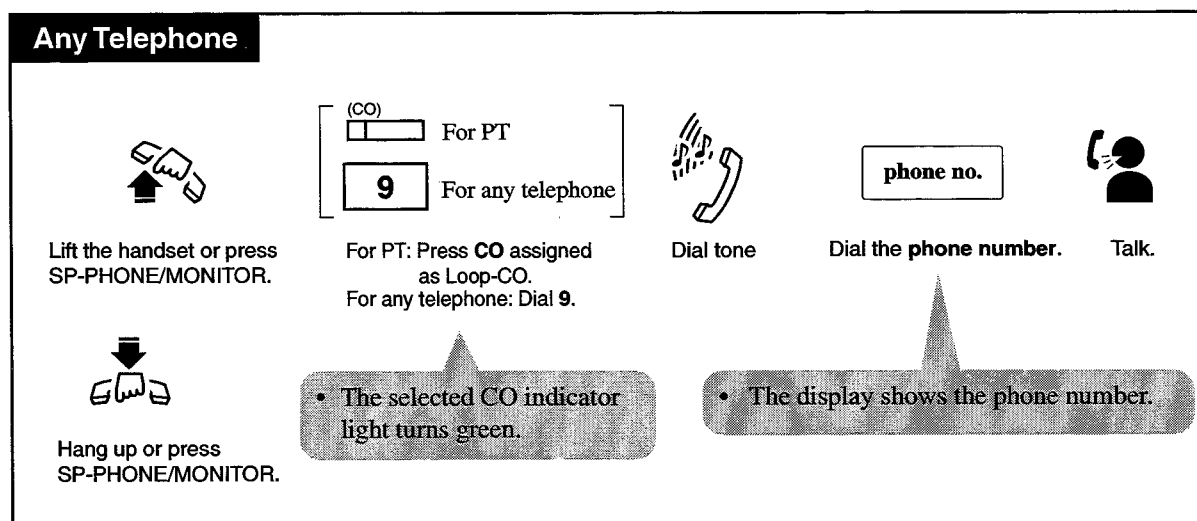 Any Telephone
(CO)
For PT
9
For any telephone
phone no.
Lift the handset or press
SP-PHONE/MONITOR.
For PT: Press CO assigned
as Loop-CO.
For any telephone: Dial 9.
Dial tone
Dial the phone number.
Talk.
• The selected CO indicator
light turns green.
• The display shows the phone number.
Hang up or press
SP-PHONE/MONITOR.